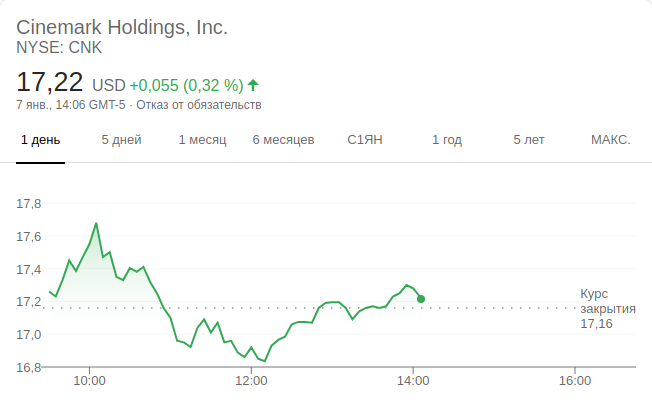 Cinemark Holdings, Inc.
NYSE: CNK
17,22 USD +0,055 (0,32 %)
7 янв., 14:06 GMT-5 · Отказ от обязательств
1 день 5 дней 1 месяц 6 месяцев С1ЯН 1 год 5 лет МАКС.
17,8
17,6
17,4
17,2
17,0
16,8
Курс
закрытия
17,16
10:00 12:00 14:00 16:00